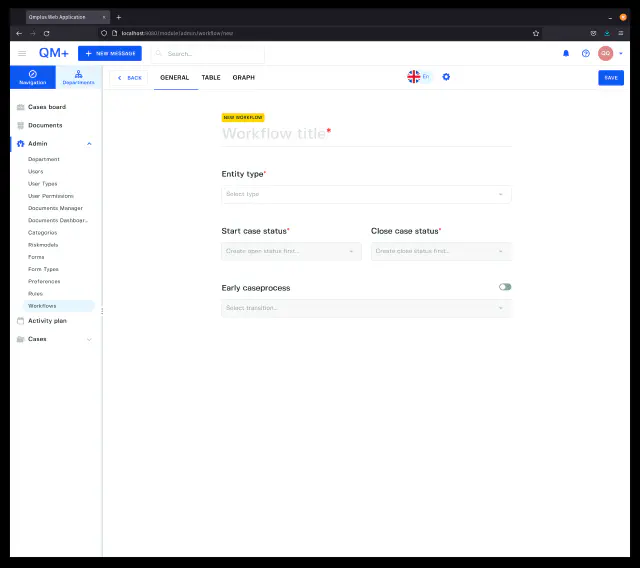 Qmplus Web Application
localhost:8080/module/admin/workflow/new
QM+
+ NEW MESSAGE
Search...
QQ
Navigation
Departments
BACK
GENERAL
TABLE
GRAPH
En
SAVE
Cases board
Documents
Admin
Department
Users
User Types
User Permissions
Documents Manager
Documents Dashboar...
Categories
Riskmodels
Forms
Form Types
Preferences
Rules
Workflows
Activity plan
Cases
NEW WORKFLOW
Workflow title*
Entity type*
Select type
Start case status*
Close case status*
Create open status first...
Create close status first...
Early caseprocess
Select transition...